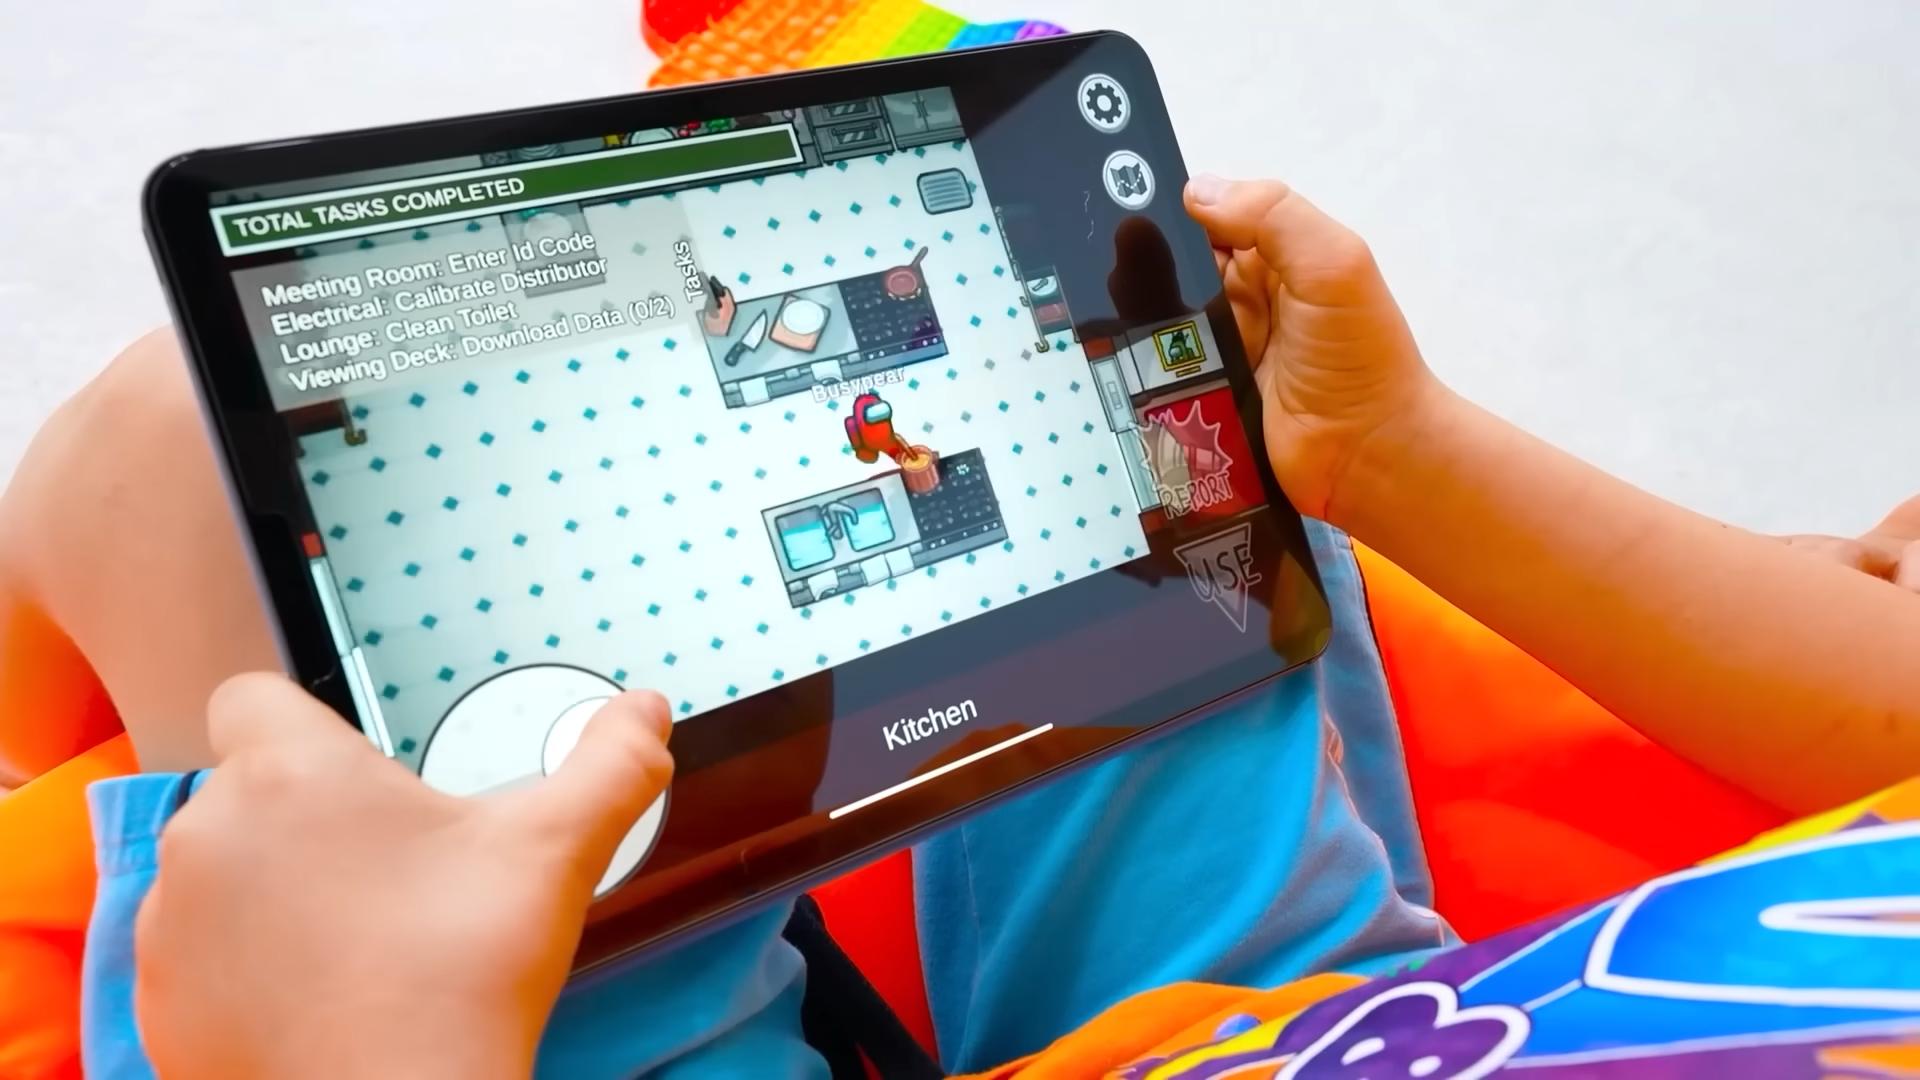 TOTAL TASKS COMPLETED
Meeting Room: Enter Id Code
Electrical: Calibrate Distributor
Lounge: Clean Toilet
Viewing Deck: Download Data (0/2)
Tasks
Busypear
REPORT
USE
Kitchen